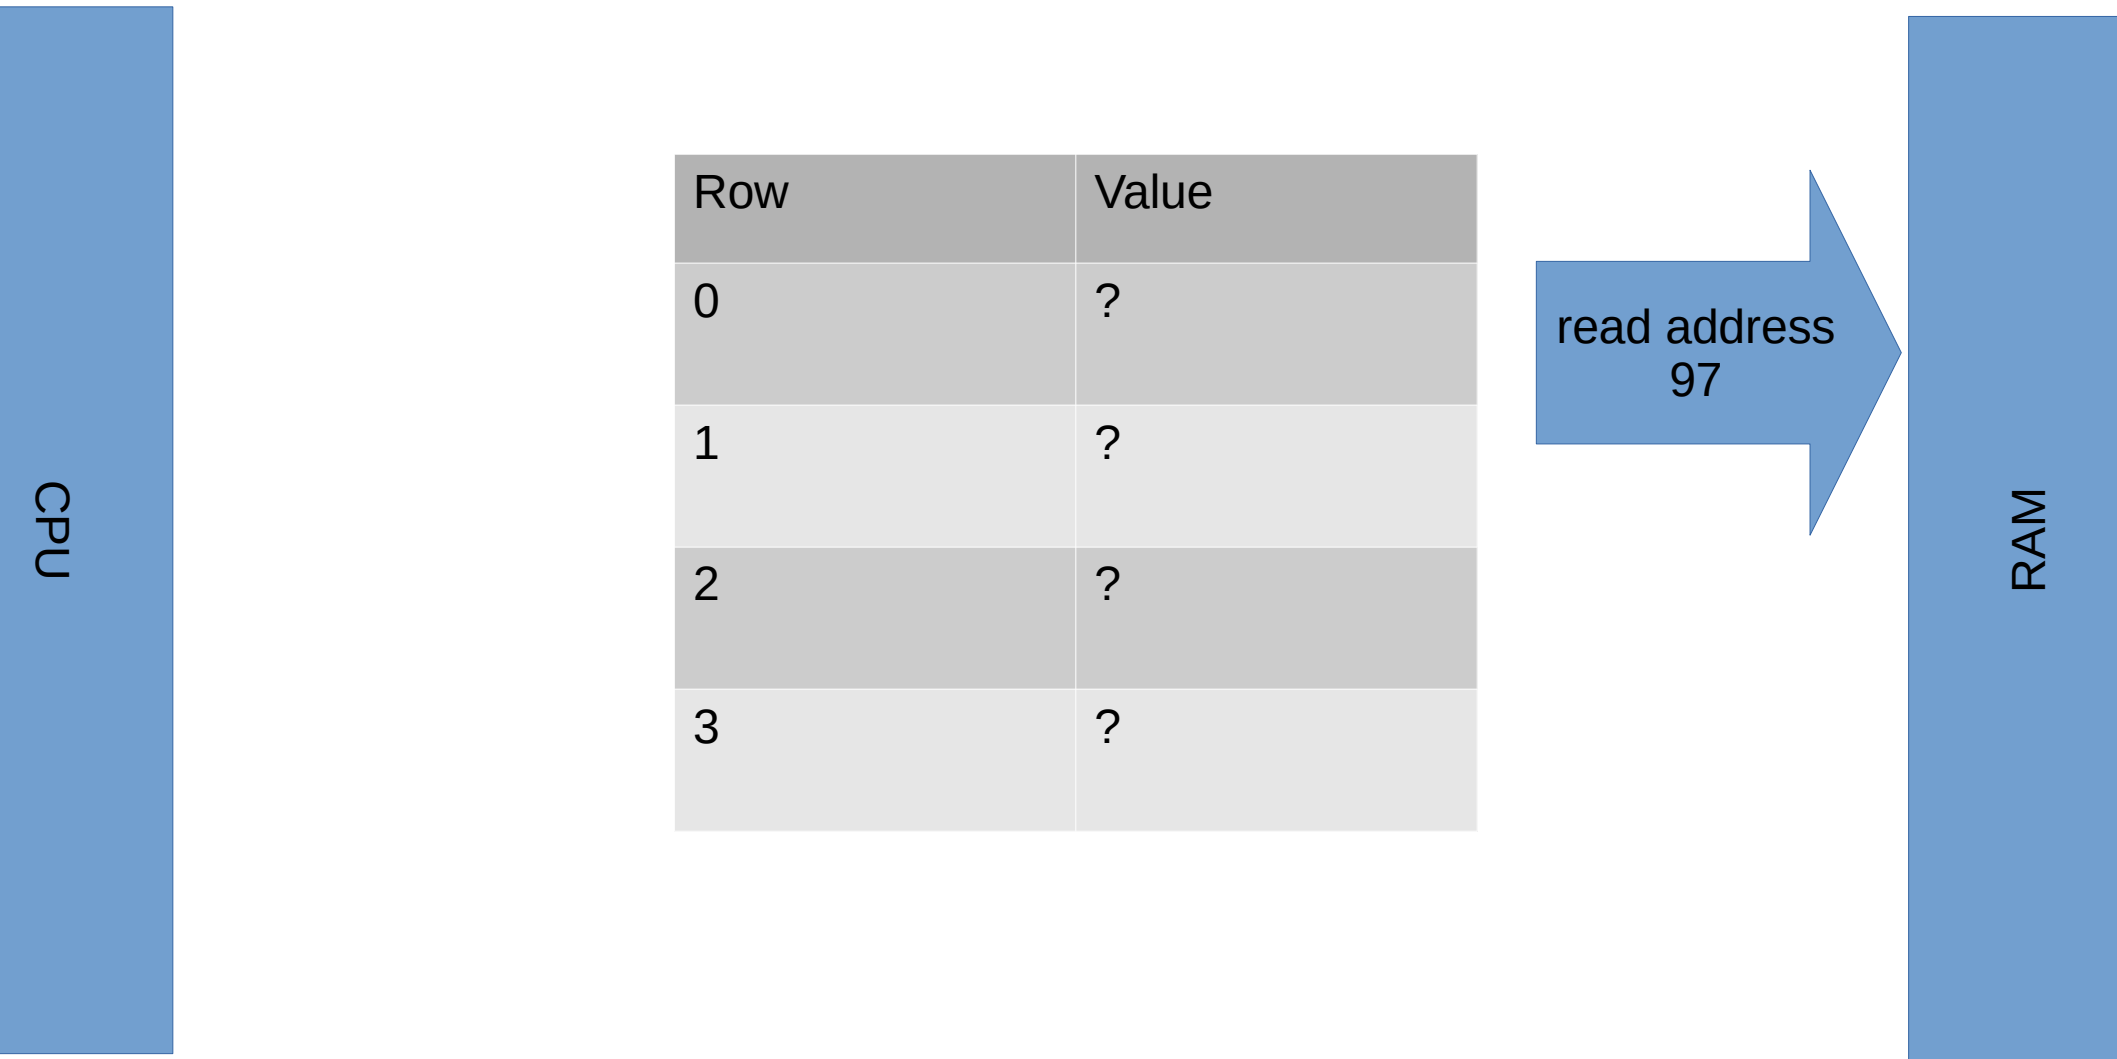 CPU
Row Value
0 ?
1 ?
2 ?
3 ?
read address
97
RAM